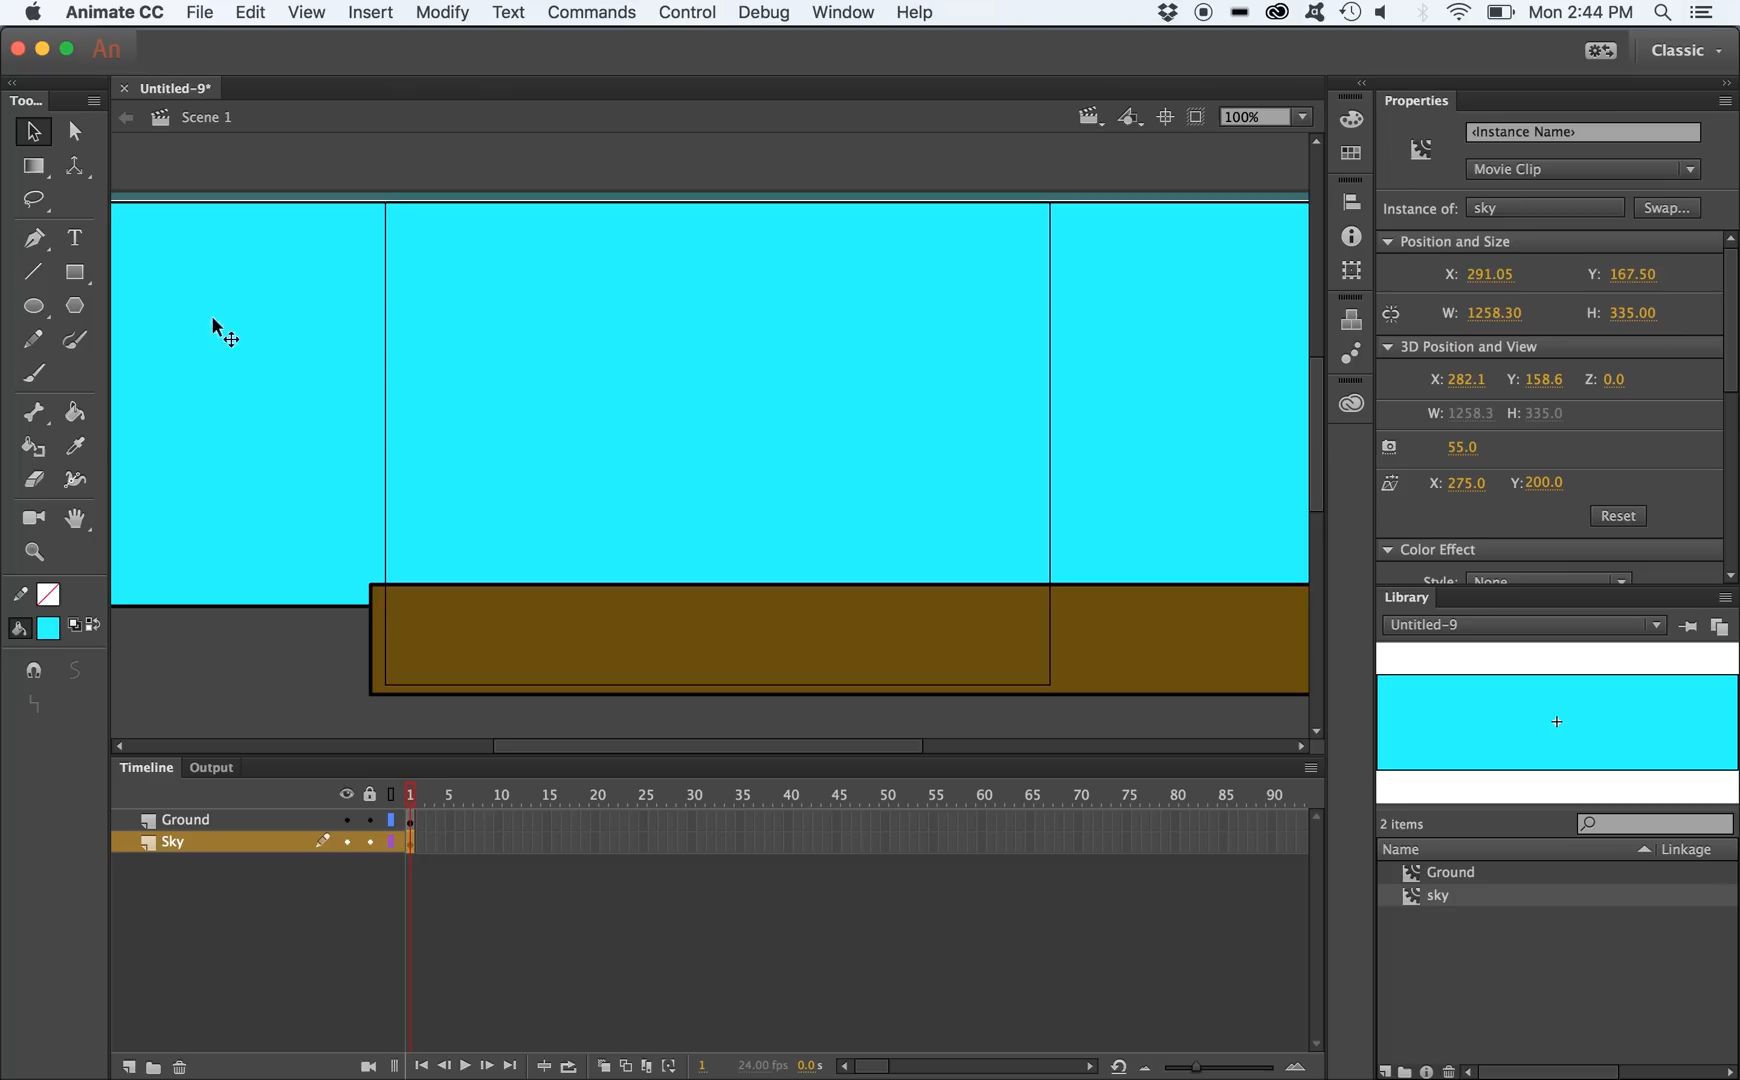 Animate CC File Edit View Insert Modify Text Commands Control Debug Window Help Mon 2:44 PM
An Classic
Too... × Untitled-9* Properties
Scene 1 100% <Instance Name>
Movie Clip
Instance of: sky Swap...
Position and Size
X: 291.05 Y: 167.50
W: 1258.30 H: 335.00
3D Position and View
X: 282.1 Y: 158.6 Z: 0.0
W: 1258.3 H: 335.0
55.0
X: 275.0 Y: 200.0
Reset
Color Effect
Style: None
Library
Untitled-9
Timeline Output
1 5 10 15 20 25 30 35 40 45 50 55 60 65 70 75 80 85 90
Ground
Sky
2 items
Name Linkage
Ground
sky
1 24.00 fps 0.0 s